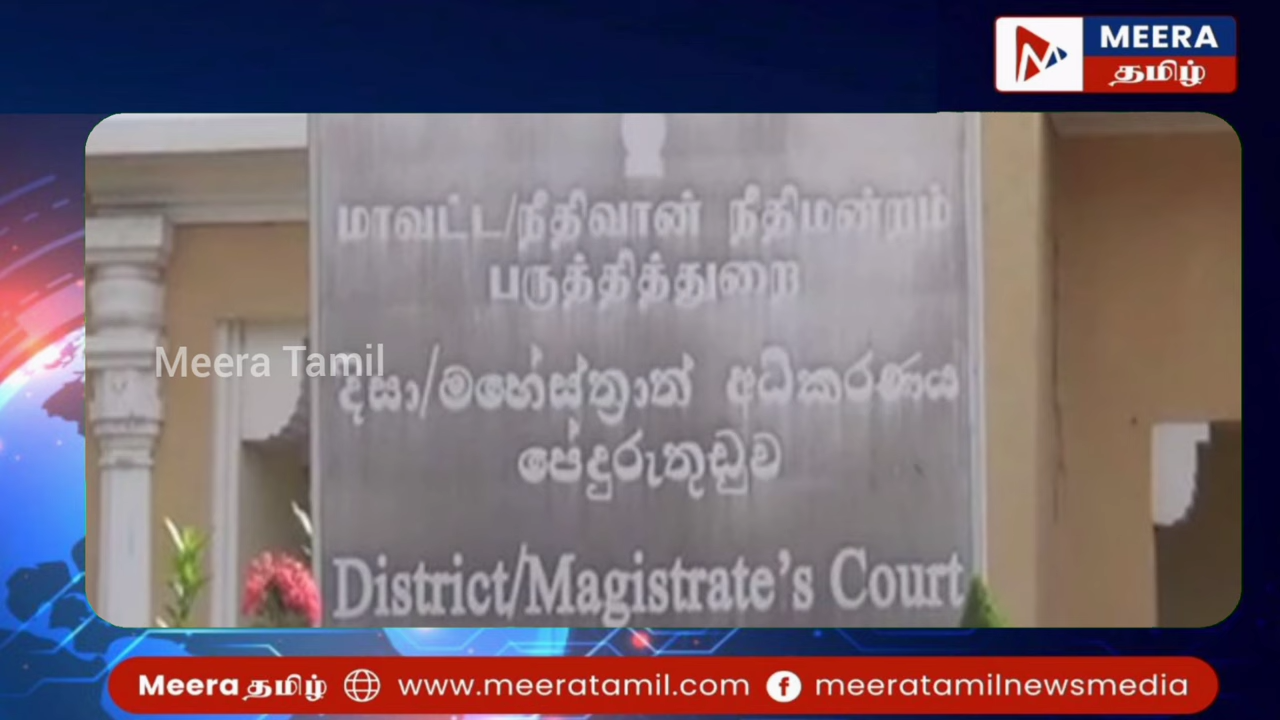 MEERA
தமிழ்
மாவட்ட/நீதிவான் நீதிமன்றம்
பருத்தித்துறை
Meera Tamil
දිසා/මහේස්ත්‍රාත් අධිකරණය
පේදුරුතුඩුව
District/Magistrate's Court
Meera தமிழ் www.meeratamil.com meeratamilnewsmedia